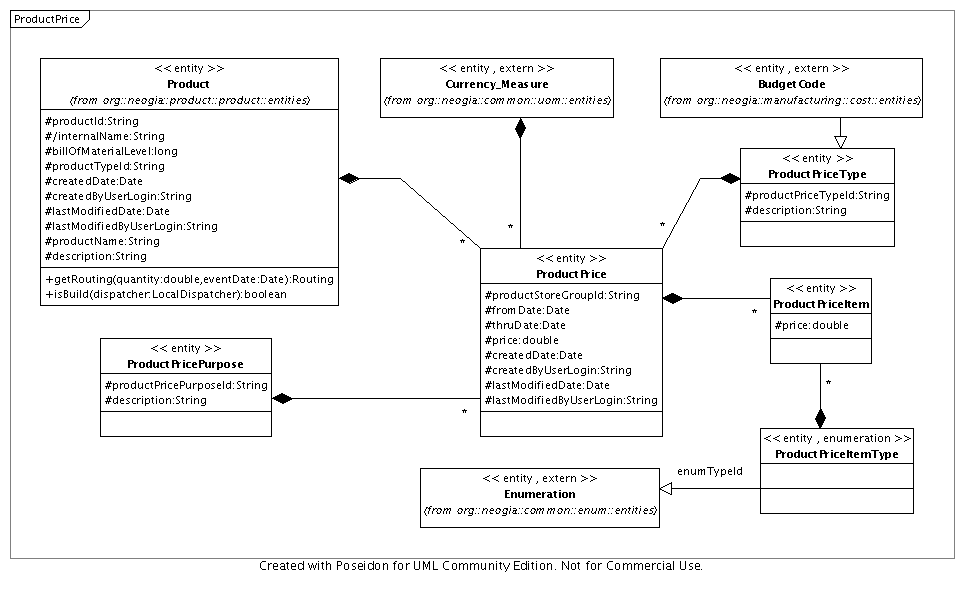 ProductPrice
<< entity >>
Product
(from org::neogia::product::product::entities)
#productId:String
#/internalName:String
#billOfMaterialLevel:long
#productTypeId:String
#createdDate:Date
#createdByUserLogin:String
#lastModifiedDate:Date
#lastModifiedByUserLogin:String
#productName:String
#description:String
+getRouting(quantity:double,eventDate:Date):Routing
+isBuild(dispatcher:LocalDispatcher):boolean
<< entity , extern >>
Currency_Measure
(from org::neogia::common::uom::entities)
<< entity , extern >>
BudgetCode
(from org::neogia::manufacturing::cost::entities)
<< entity >>
ProductPriceType
#productPriceTypeId:String
#description:String
*
*
*
<< entity >>
ProductPrice
#productStoreGroupId:String
#fromDate:Date
#thruDate:Date
#price:double
#createdDate:Date
#createdByUserLogin:String
#lastModifiedDate:Date
#lastModifiedByUserLogin:String
<< entity >>
ProductPriceItem
#price:double
*
<< entity >>
ProductPricePurpose
#productPricePurposeId:String
#description:String
*
*
<< entity , enumeration >>
ProductPriceItemType
enumTypeId
<< entity , extern >>
Enumeration
(from org::neogia::common::enum::entities)
Created with Poseidon for UML Community Edition. Not for Commercial Use.